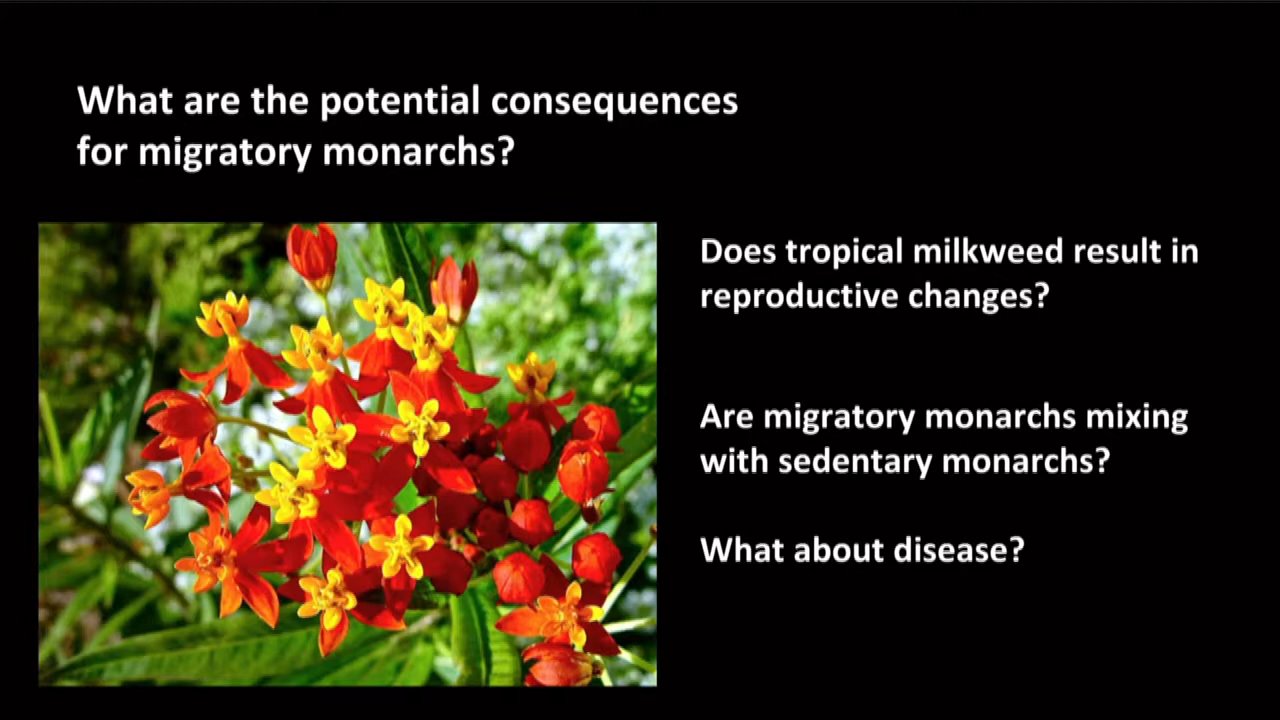 What are the potential consequences
for migratory monarchs?
Does tropical milkweed result in
reproductive changes?
Are migratory monarchs mixing
with sedentary monarchs?
What about disease?